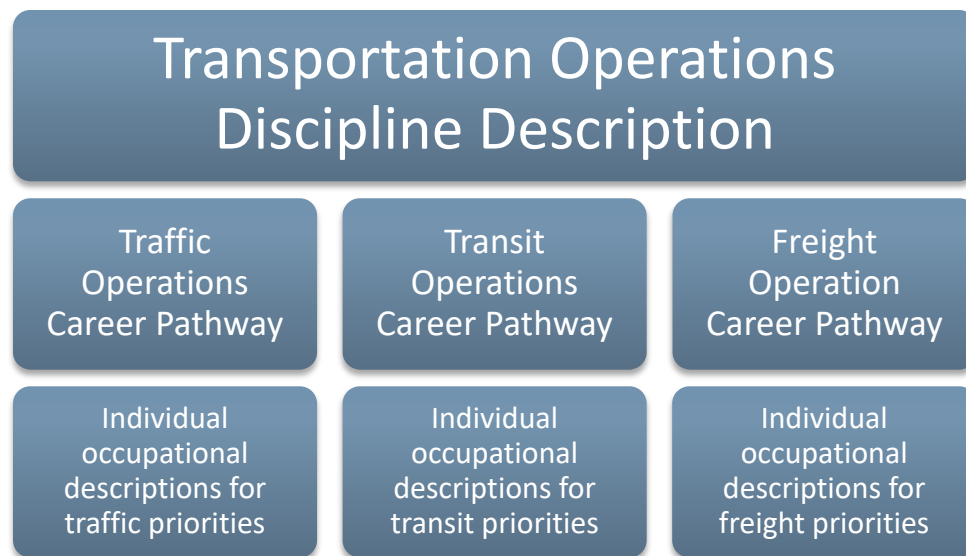 Transportation Operations
Discipline Description
Traffic
Operations
Career Pathway
Transit
Operations
Career Pathway
Freight
Operation
Career Pathway
Individual
occupational
descriptions for
traffic priorities
Individual
occupational
descriptions for
transit priorities
Individual
occupational
descriptions for
freight priorities